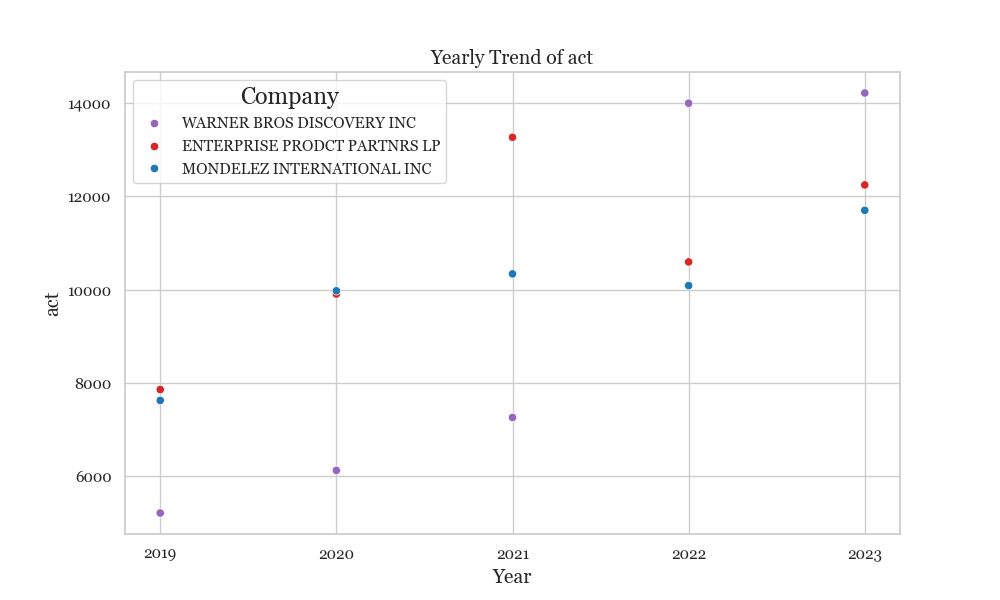 Yearly Trend of act
Company
WARNER BROS DISCOVERY INC
ENTERPRISE PRODCT PARTNRS LP
MONDELEZ INTERNATIONAL INC
14000
12000
10000
8000
6000
act
2019 2020 2021 2022 2023
Year